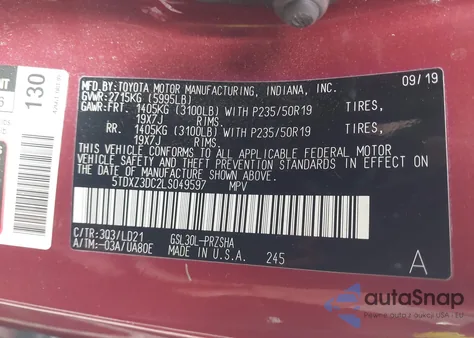 MFD. BY: TOYOTA MOTOR MANUFACTURING, INDIANA, INC. 09/19
GVWR: 2715KG (5995LB)
GAWR: FRT. 1405KG (3100LB) WITH P235/50R19 TIRES,
19X7J RIMS.
RR. 1405KG (3100LB) WITH P235/50R19 TIRES,
19X7J RIMS.
THIS VEHICLE CONFORMS TO ALL APPLICABLE FEDERAL MOTOR
VEHICLE SAFETY AND THEFT PREVENTION STANDARDS IN
EFFECT ON THE DATE OF MANUFACTURE SHOWN ABOVE.
5TDXZ3DC2LS049597 MPV
C/TR: 3Q3/LD21 GSL30L-PRZSHA
A/TM: -03A/UA80E MADE IN U.S.A. 245 A
130
autoSnap